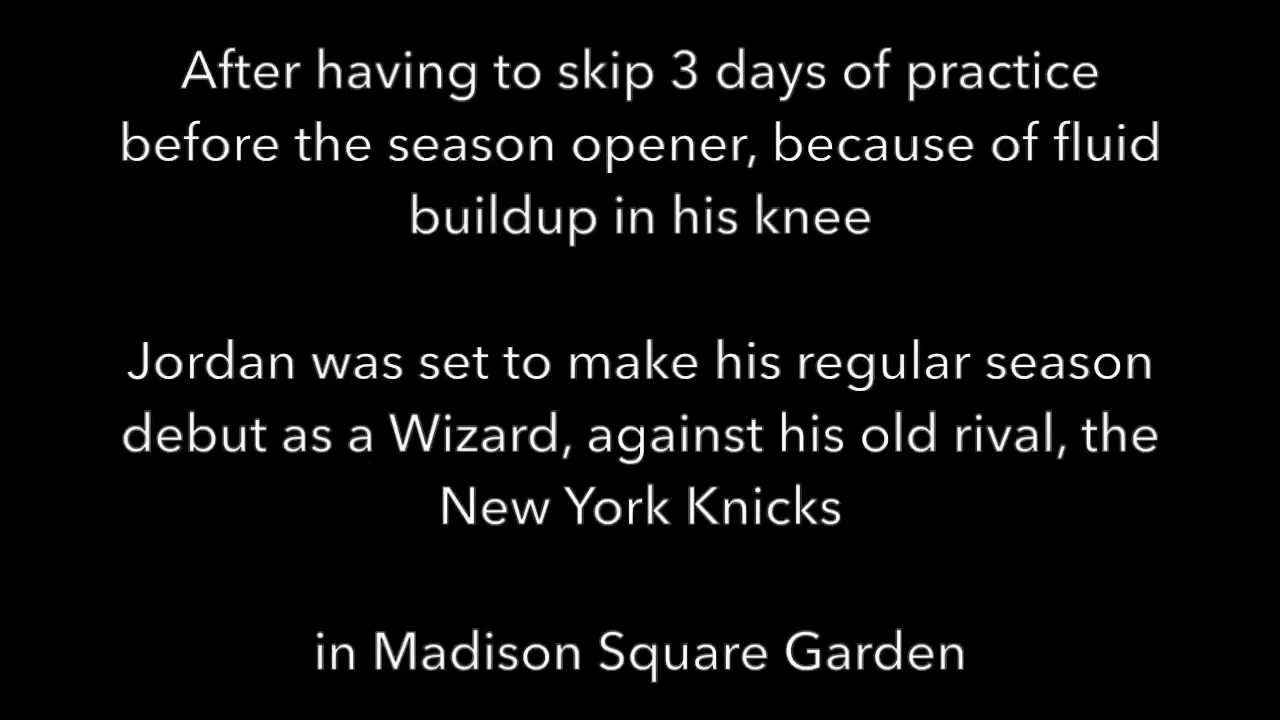 After having to skip 3 days of practice
before the season opener, because of fluid
buildup in his knee
Jordan was set to make his regular season
debut as a Wizard, against his old rival, the
New York Knicks
in Madison Square Garden